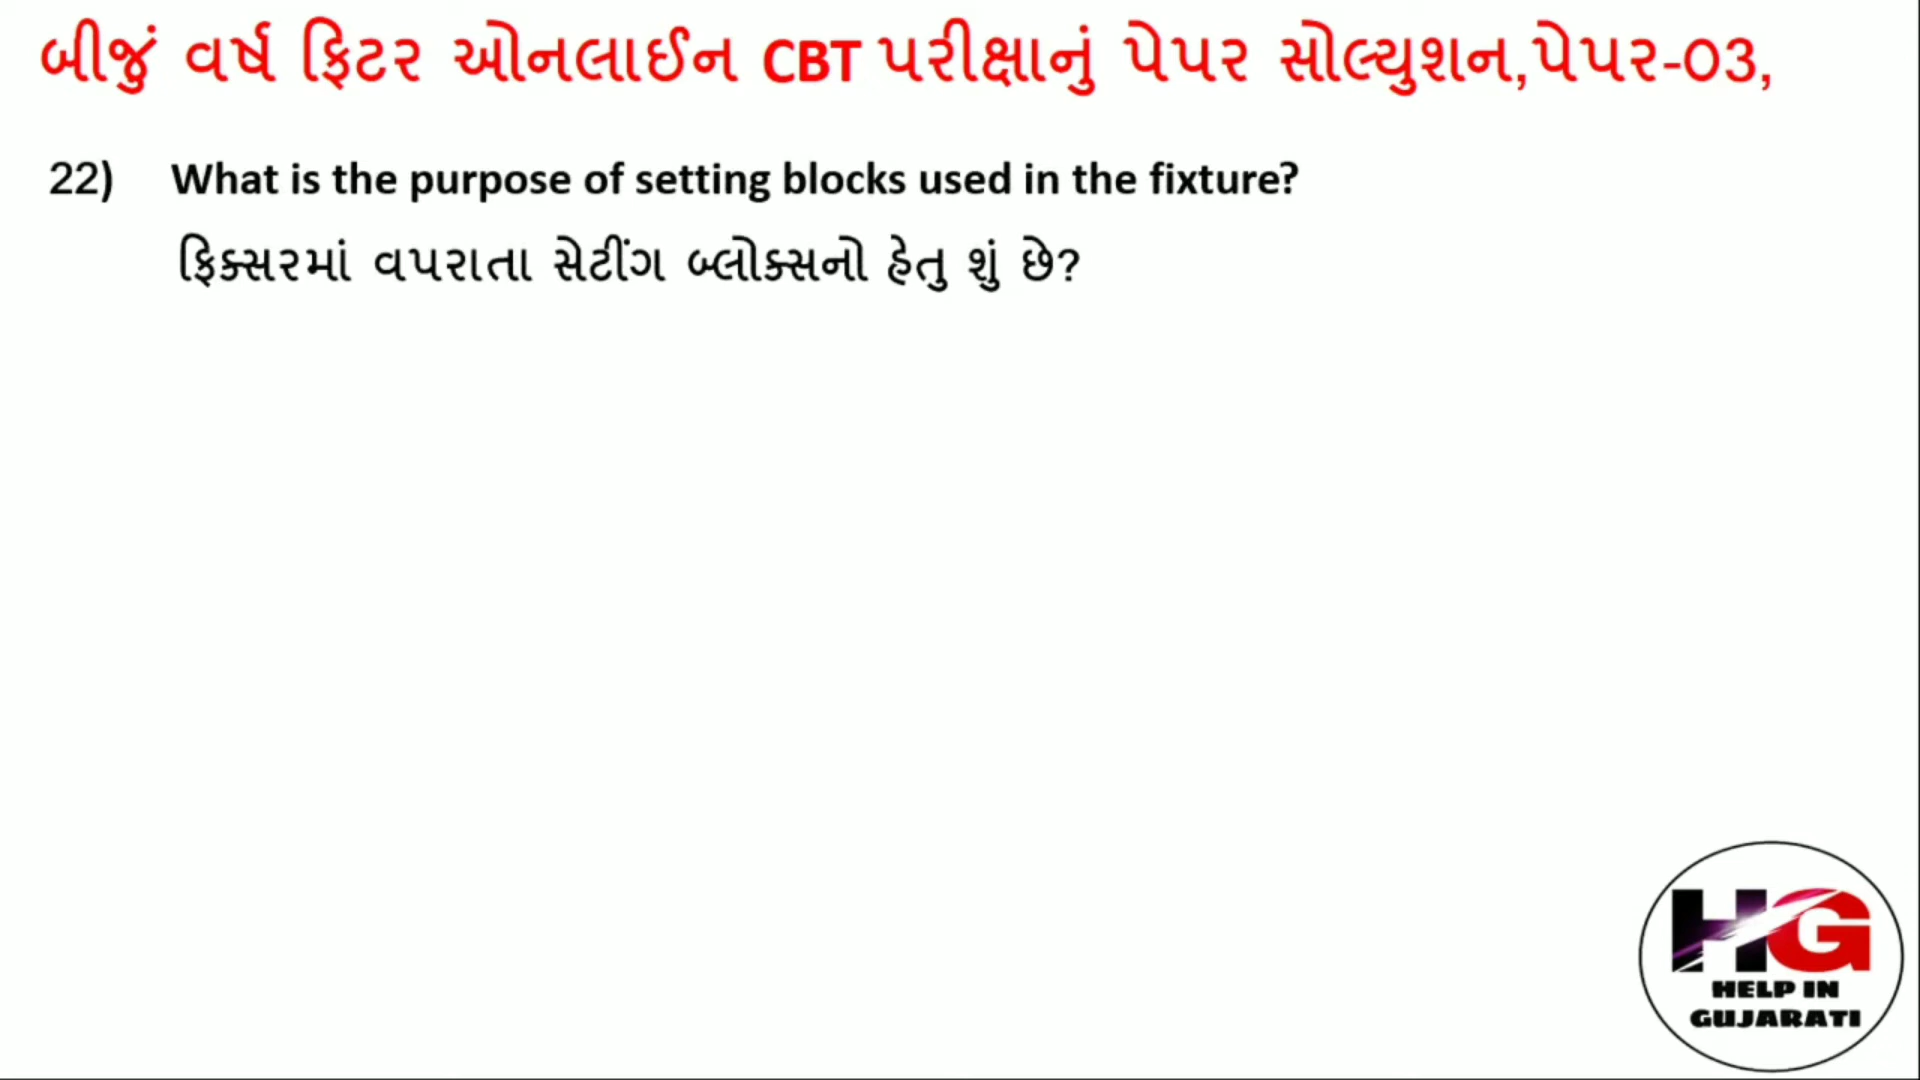 બીજું વર્ષ ફિટર ઓનલાઈન CBT પરીક્ષાનું પેપર સોલ્યુશન,પેપર-03,
22) What is the purpose of setting blocks used in the fixture?
ફિક્સરમાં વપરાતા સેટીંગ બ્લોક્સનો હેતુ શું છે?
HG
HELP IN
GUJARATI